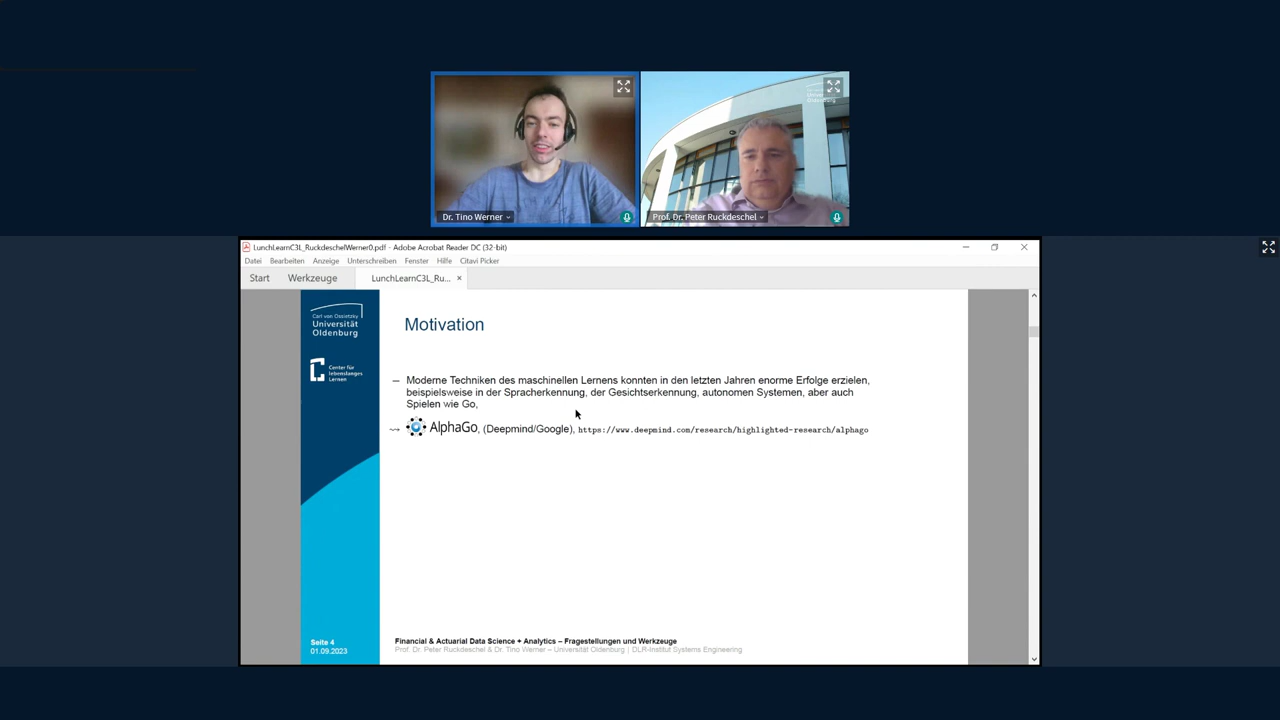 Universität
Oldenburg
Dr. Tino Werner
Prof. Dr. Peter Ruckdeschel
LunchLearnC3L_RuckdeschelWerner0.pdf - Adobe Acrobat Reader DC (32-bit)
Datei Bearbeiten Anzeige Unterschreiben Fenster Hilfe Citavi Picker
Start Werkzeuge LunchLearnC3L_Ru... ×
Carl von Ossietzky
Universität
Oldenburg
Center für
lebenslanges
Lernen
Motivation
– Moderne Techniken des maschinellen Lernens konnten in den letzten Jahren enorme Erfolge erzielen,
beispielsweise in der Spracherkennung, der Gesichtserkennung, autonomen Systemen, aber auch
Spielen wie Go,
⇝ AlphaGo, (Deepmind/Google), https://www.deepmind.com/research/highlighted-research/alphago
Seite 4
01.09.2023
Financial & Actuarial Data Science + Analytics – Fragestellungen und Werkzeuge
Prof. Dr. Peter Ruckdeschel & Dr. Tino Werner – Universität Oldenburg | DLR-Institut Systems Engineering